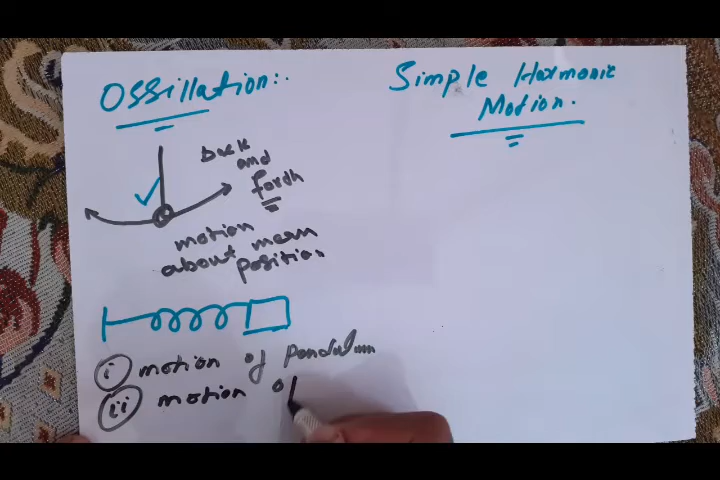 Ossillation:.
back
and
forth
motion
about mean
position
i motion of Pendulum
ii motion of
Simple Harmonic
Motion.